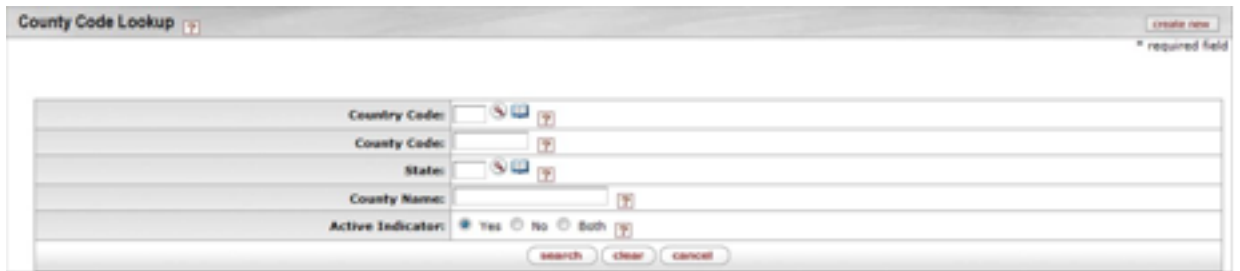 County Code Lookup ?
create new
* required field
Country Code: ?
County Code: ?
State: ?
County Name: ?
Active Indicator: Yes No Both ?
search clear cancel